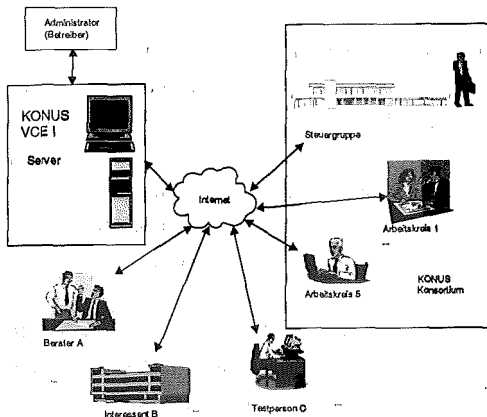 Administrator
(Betreiber)
KONUS
VCE I
Server
Internet
Steuergruppe
Arbeitskreis 1
Arbeitskreis 5
KONUS
Konsortium
Berater A
Interessent B
Testperson C